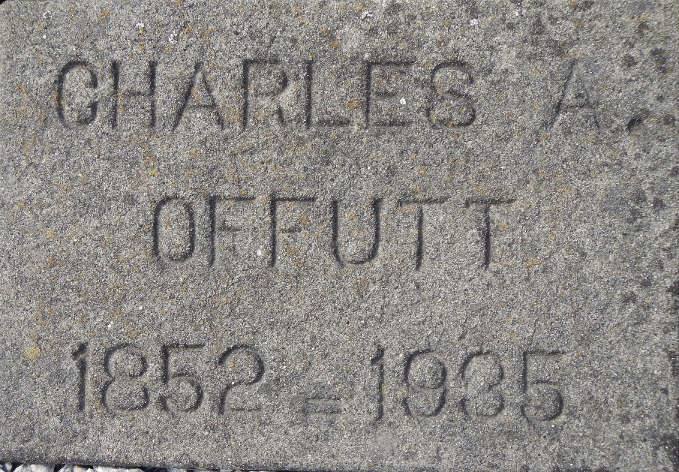 CHARLES A.
OFFUTT
1852 = 1935